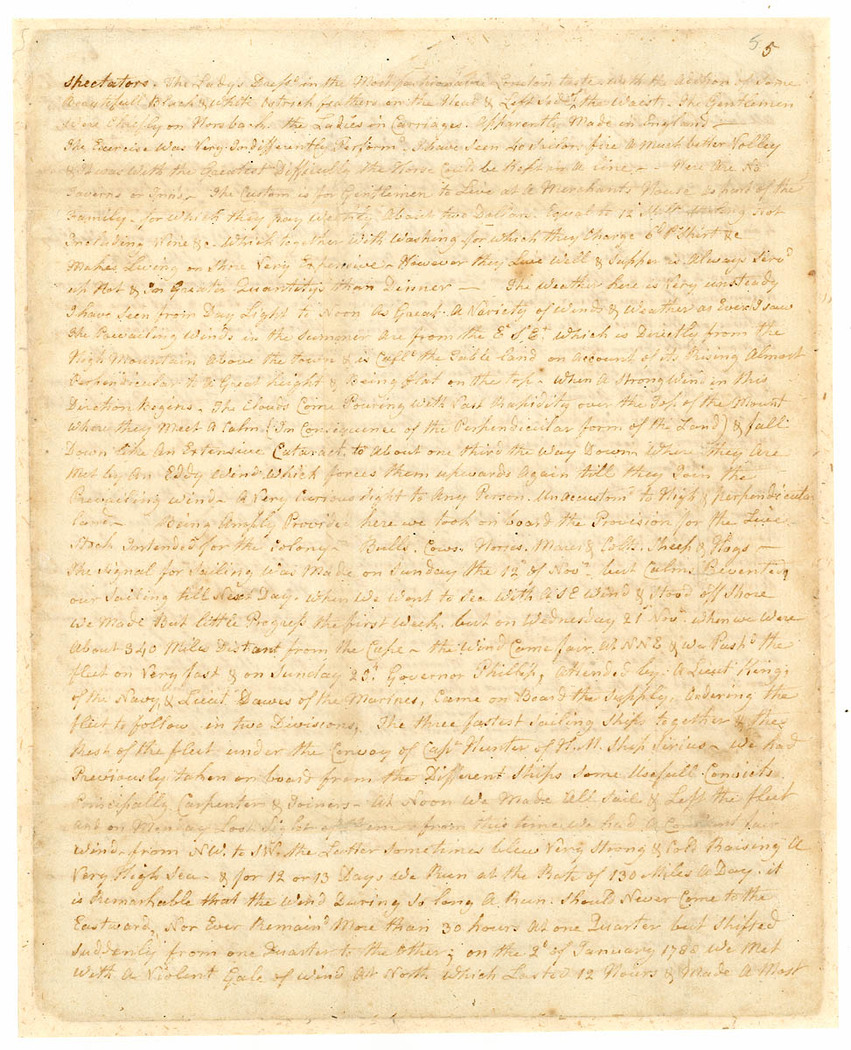 5 5
Spectators. The Ladys Dress'd in the Most fashionable London taste with the Adition of Some
Beautifull Black & White Ostrich feathers on the Head & Left Side of the Waist. The Gentlemen
Were Chiefly on Horsback the Ladies in Carriages. Apparently Made in England —
The Exercise Was Very Indifferently Perform'd I have Seen 40 Sailors fire A Much better Volley
& it was With the Greatest Difficulty the Horse Could be Kept in A Line, — Here Are No
Taverns or Inns, The Custom is for Gentlemen to Live at A Merchants House as part of the
Family, for which they pay Weekly About two Dollars. Equal to 12 Not
Including Wine &c. Which together With Washing for which they Charge 6d Pr Shirt &c
Makes Living on Shore Very Expensive — However they Live Well & Supper is Always Serv'd
up Hot & In Greater Quantitys than Dinner — The Weather here is Very unsteady
I have Seen from Day Light to Noon As Great A Variety of Winds & Weather as Ever I saw
The Prevailing Winds in the Summer Are from the Et S Et which is Directly from the
High Mountain Above the town & is Call'd the Table land on Account of its Rising Almost
Perpendicular to A Great height & Being flat on the top — When A Strong Wind in this
Direction Begins. The Clouds Come Pouring With Vast Rapidity over the Top of the Mount
Where they Meet A Calm (In Consequence of the Perpendicular form of the Land) & fall
Down like An Extensive Cataract, to About one third the Way Down Where they Are
Met by An Eddy Wind which forces them upwards Again till they Join the
Prevailing Wind — A Very Curious Sight to Any Person. Unaccustom'd to High & Perpendicular
Land — Being Amply Provided here we took on board the Provision for the Live
Stock Intended for the Colony — Bulls. Cows. Horses. Mares & Colts. Sheep & Hogs —
The Signal for Sailing Was Made on Sunday the 12th of Novr but Calms Preventing
our Sailing till Next Day. When We Went to Sea With A S E Wind & Stood off Shore
We Made But little Progress the first Week. but on Wednesday 21st Novr when we Were
About 340 Miles Distant from the Cape — the Wind Came fair At NNE & we Push'd the
fleet on Very fast & on Sunday 25th Governor Phillip, Attended by A Lieut King,
of the Navy & Lieut Dawes of the Marines, Came on Board the Supply. Ordering the
fleet to follow in two Divisions, The three fastest Sailing Ships together & the
Rest of the fleet under the Convoy of Captn Hunter of H.M. Ship Sirius — We had
Previously taken on board from the Different Ships Some Usefull Convicts
Principally Carpenter & Joiners — At Noon We Made All Sail & Left the fleet
And on Monday Lost Sight of them — from this time we had A Constant fair
Wind — from NW. to SW. the Latter Sometimes blew Very Strong & Cold Raising A
Very High Sea — & for 12 or 13 Days we Run at the Rate of 130 Miles A Day. it
is Remarkable that the Wind During So long A Run. Should Never Come to the
Eastward, Nor Ever Remain'd More than 30 hours At one Quarter but Shifted
Suddenly from one Quarter to the Other; on the 2d of January 1788 We Met
With A Violent Gale of Wind At North Which Lasted 12 Hours & Made A Most